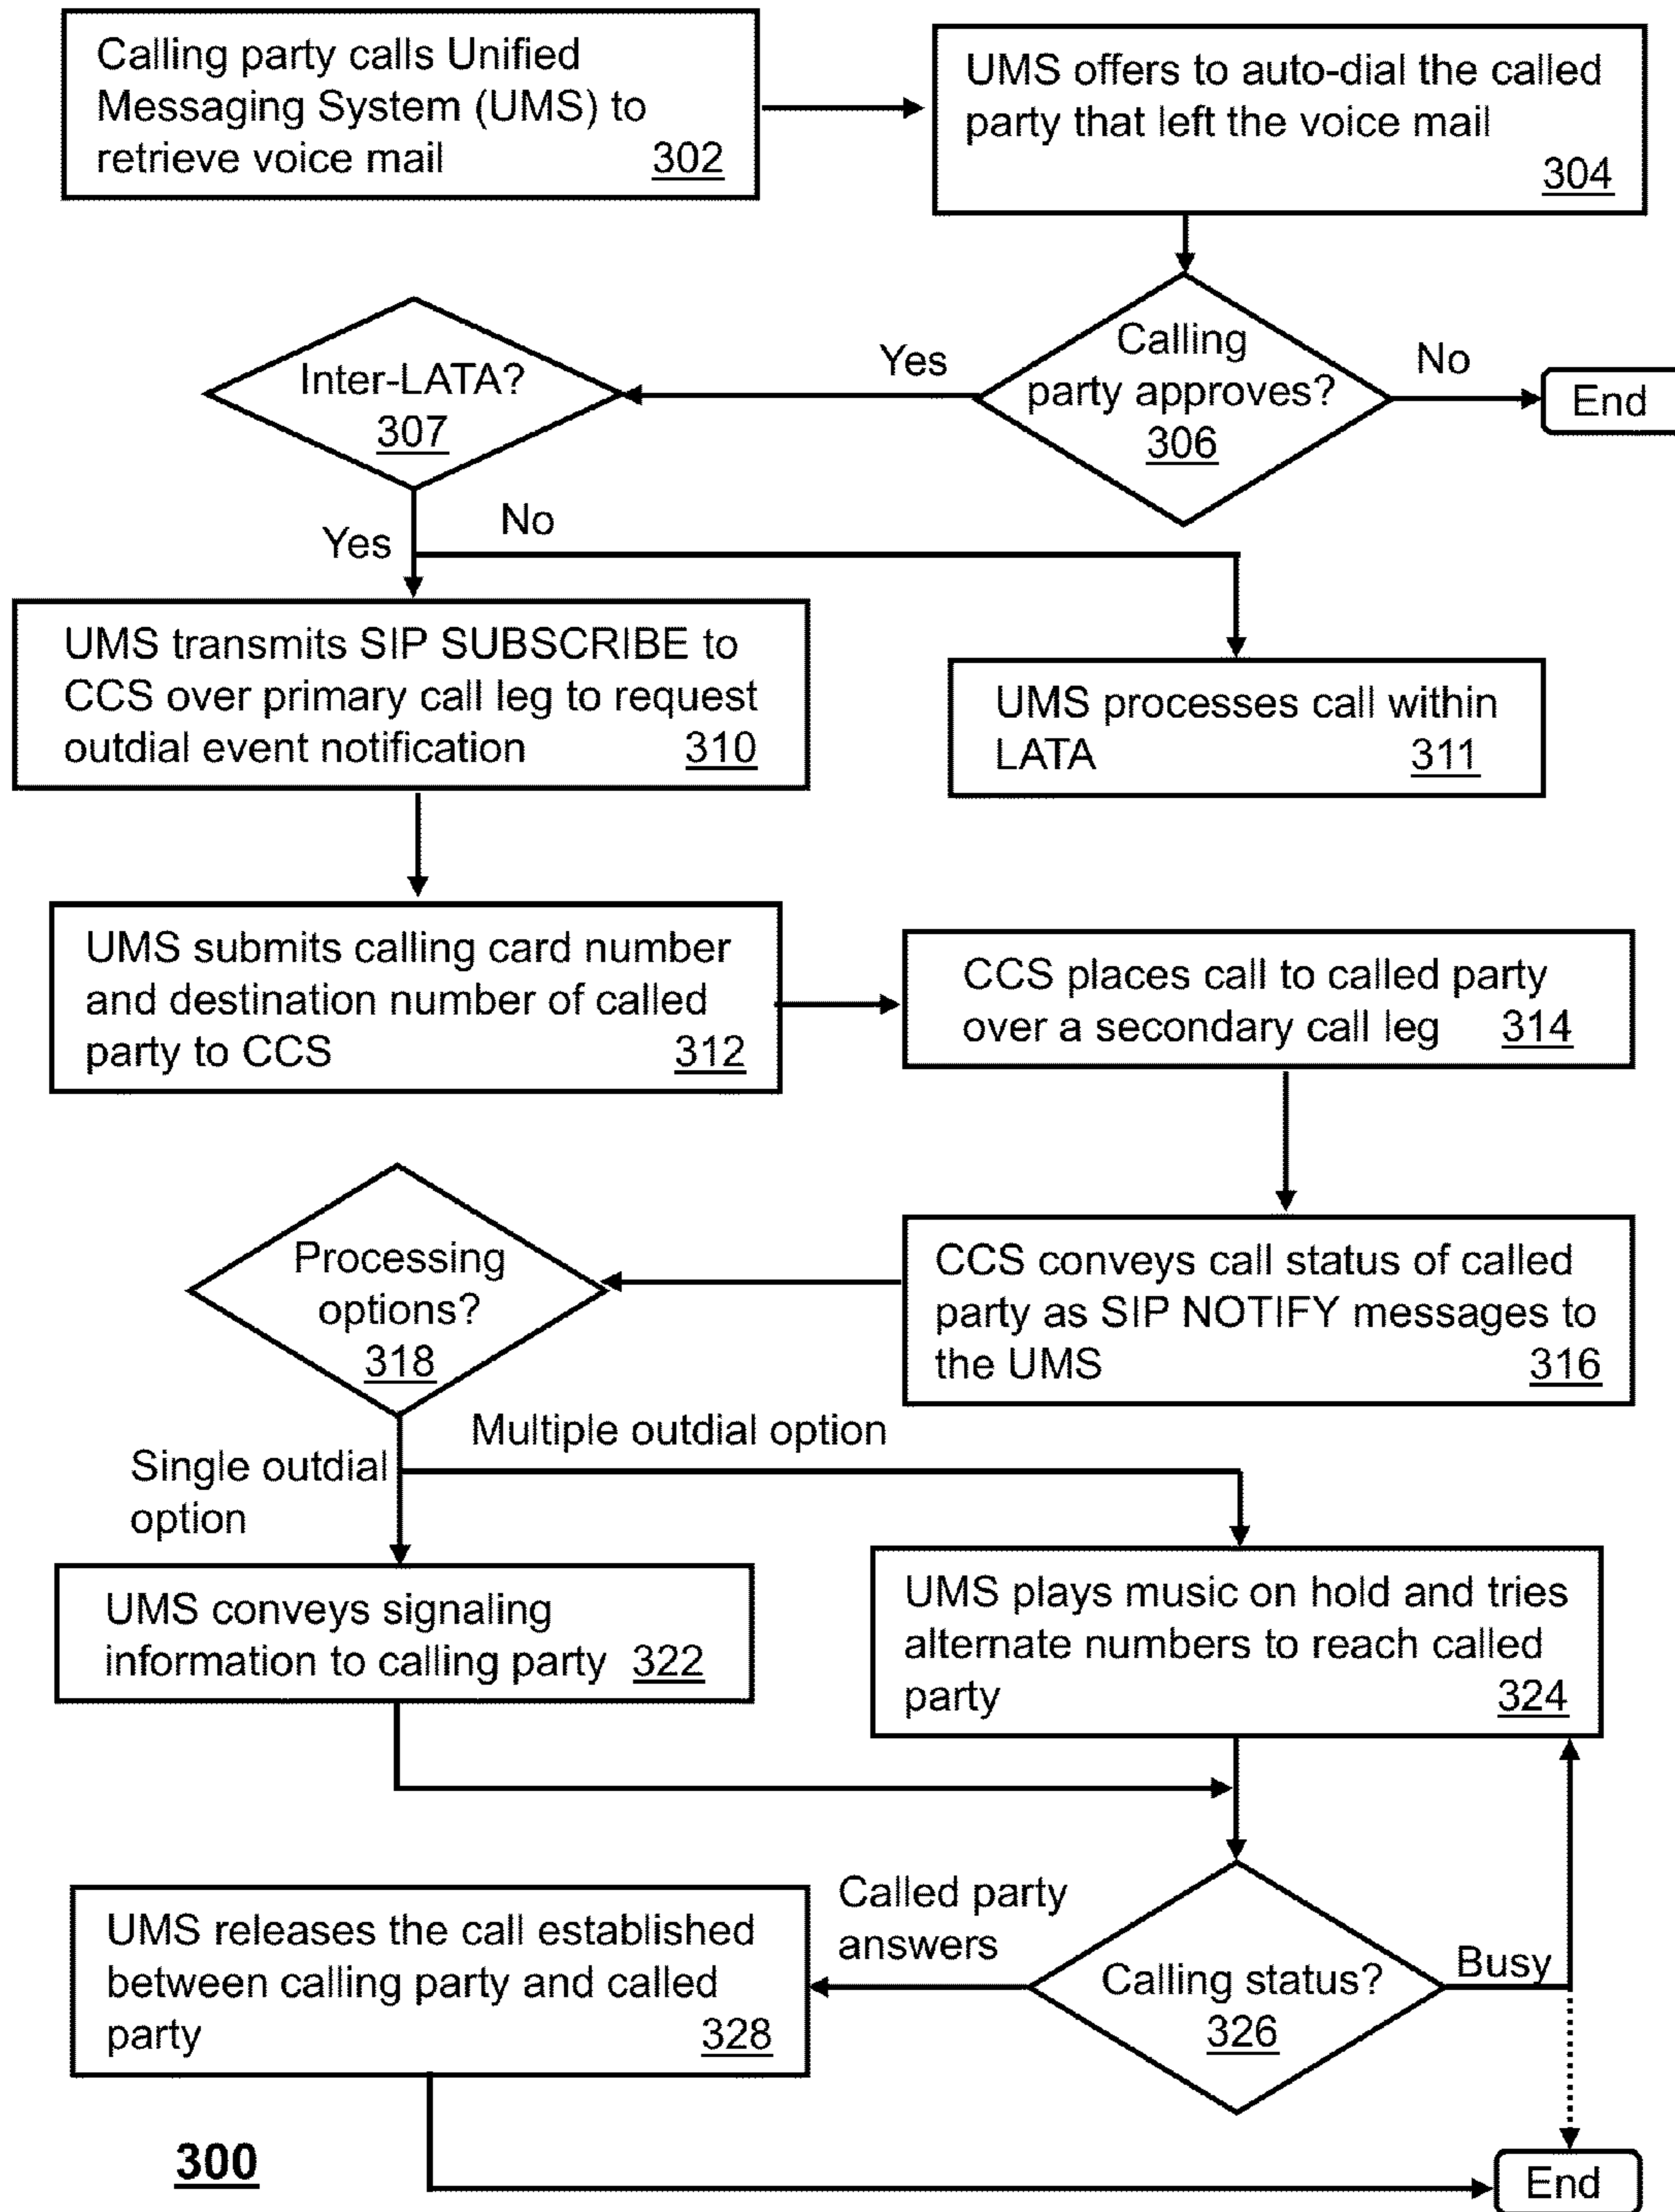 Calling party calls Unified
Messaging System (UMS) to
retrieve voice mail 302
UMS offers to auto-dial the called
party that left the voice mail
304
Calling
party approves?
306
Yes
No
End
Inter-LATA?
307
Yes
No
UMS transmits SIP SUBSCRIBE to
CCS over primary call leg to request
outdial event notification 310
UMS processes call within
LATA 311
UMS submits calling card number
and destination number of called
party to CCS 312
CCS places call to called party
over a secondary call leg 314
CCS conveys call status of called
party as SIP NOTIFY messages to
the UMS 316
Processing
options?
318
Multiple outdial option
Single outdial
option
UMS conveys signaling
information to calling party 322
UMS plays music on hold and tries
alternate numbers to reach called
party 324
Calling status?
326
Called party
answers
Busy
UMS releases the call established
between calling party and called
party 328
300
End